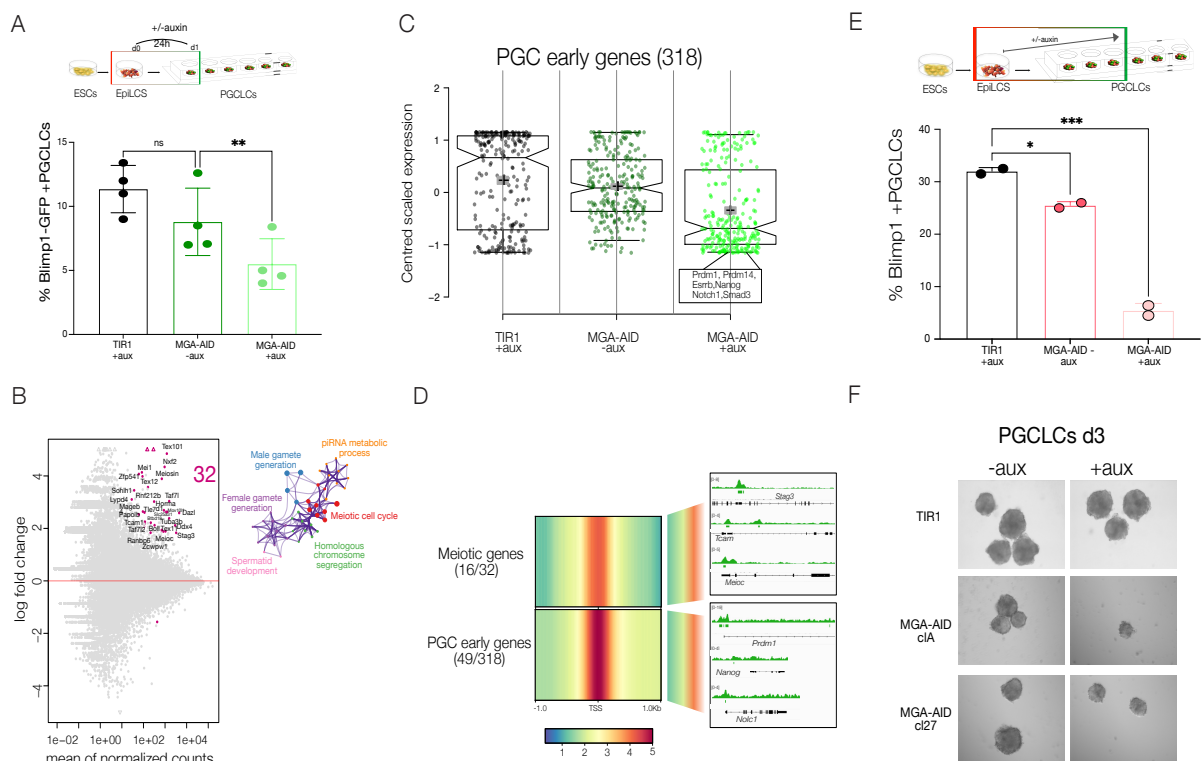 A
+/-auxin
24h
d0
d1
ESCs
EpiLCS
PGCLCs
% Blimp1-GFP +PGCLCs
15
10
5
0
ns
**
TIR1
+aux
MGA-AID
-aux
MGA-AID
+aux
B
log fold change
4
2
0
−2
−4
1e−02
1e+00
1e+02
1e+04
mean of normalized counts
32
Tex101
Nxf2
Mei1
Zfp541
Tex12
Meiosin
Sohlh1
Rnf212b
Taf7l
Lypd4
Hormad1
Mageb
Tle7d1
Dazl
Papolb
Tcam1
Tuba3b
Taf7l2
Tex11
Ddx4
Ranbp6
Meioc
Stag3
Zcwpw1
piRNA metabolic
process
Male gamete
generation
Female gamete
generation
Meiotic cell cycle
Spermatid
development
Homologous
chromosome
segregation
C
PGC early genes (318)
Centred scaled expression
2
1
0
−1
−2
Prdm1, Prdm14,
Esrrb,Nanog
Notch1,Smad3
TIR1
+aux
MGA-AID
-aux
MGA-AID
+aux
D
Meiotic genes
(16/32)
PGC early genes
(49/318)
-1.0
TSS
1.0Kb
1
2
3
4
5
Stag3
Tcam
Meioc
Prdm1
Nanog
Nolc1
E
+/-auxin
ESCs
EpiLCS
PGCLCs
% Blimp1 +PGCLCs
40
30
20
10
0
***
*
TIR1
+aux
MGA-AID -
aux
MGA-AID
+aux
F
PGCLCs d3
-aux
+aux
TIR1
MGA-AID
clA
MGA-AID
cl27